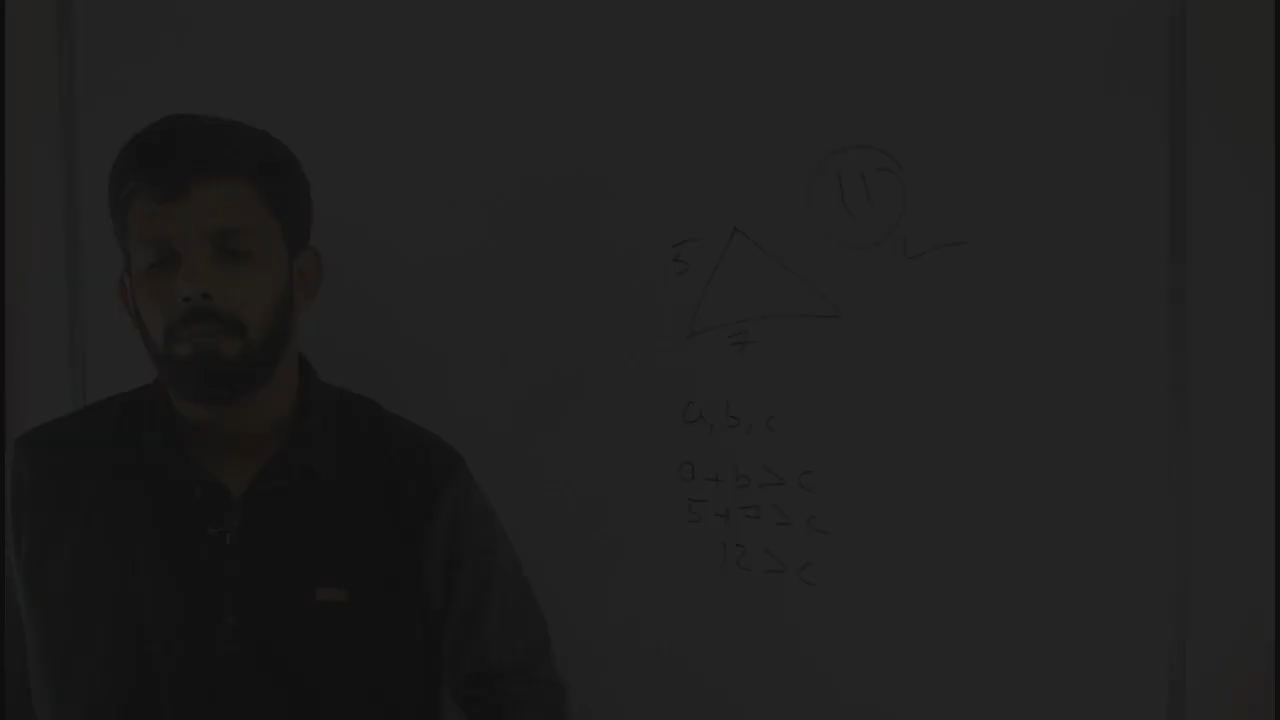 11
5
7
a, b, c
a + b > c
5 + 7 > c
12 > c